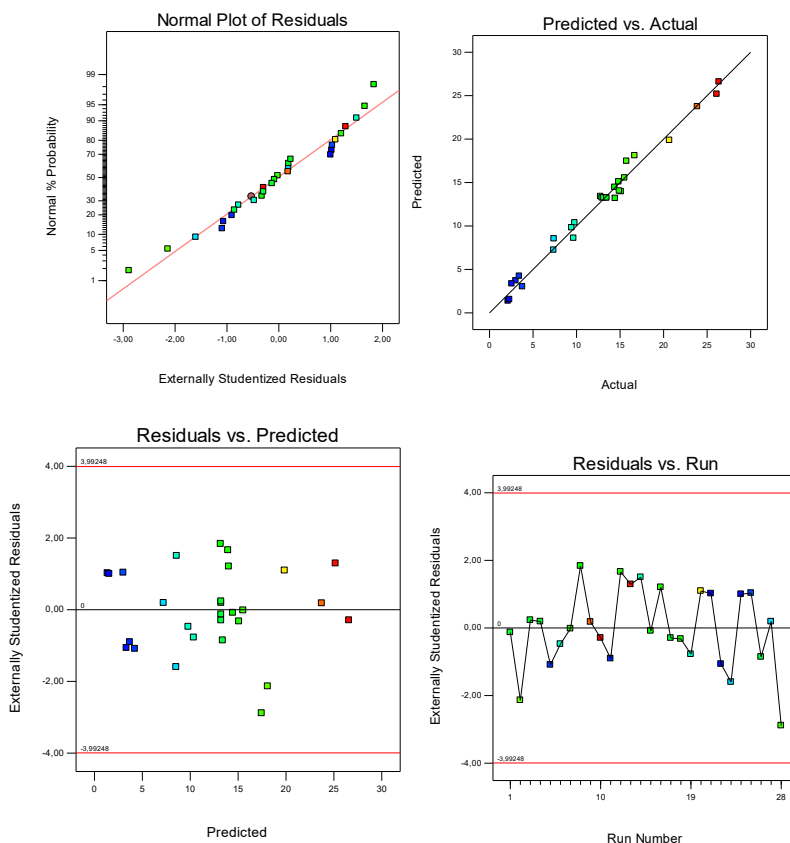 Normal Plot of Residuals
Normal % Probability
99
95
90
80
70
50
30
20
10
5
1
-3,00 -2,00 -1,00 0,00 1,00 2,00
Externally Studentized Residuals
Predicted vs. Actual
Predicted
30
25
20
15
10
5
0
0 5 10 15 20 25 30
Actual
Residuals vs. Predicted
Externally Studentized Residuals
4,00
2,00
0,00
-2,00
-4,00
3,99248
0
-3,99248
0 5 10 15 20 25 30
Predicted
Residuals vs. Run
Externally Studentized Residuals
4,00
2,00
0,00
-2,00
-4,00
3,99248
0
-3,99248
1 10 19 28
Run Number